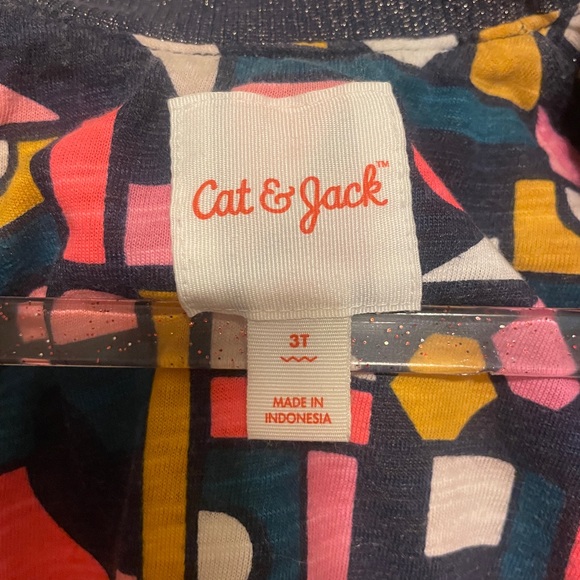 Cat & Jack™
3T
MADE IN
INDONESIA